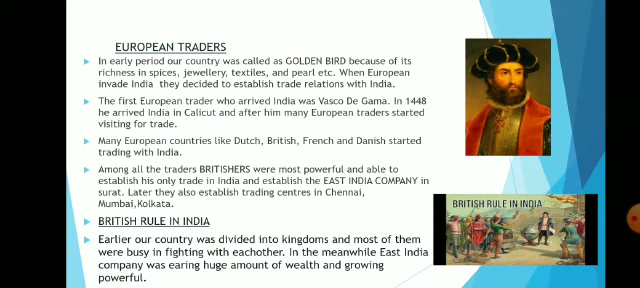 EUROPEAN TRADERS
In early period our country was called as GOLDEN BIRD because of its
richness in spices, jewellery, textiles, and pearl etc. When European
invade India they decided to establish trade relations with India.
The first European trader who arrived India was Vasco De Gama. In 1448
he arrived India in Calicut and after him many European traders started
visiting for trade.
Many European countries like Dutch, British, French and Danish started
trading with India.
Among all the traders BRITISHERS were most powerful and able to
establish his only trade in India and establish the EAST INDIA COMPANY in
surat. Later they also establish trading centres in Chennai,
Mumbai,Kolkata.
BRITISH RULE IN INDIA
Earlier our country was divided into kingdoms and most of them
were busy in fighting with eachother. In the meanwhile East India
company was earing huge amount of wealth and growing
powerful.
BRITISH RULE IN INDIA